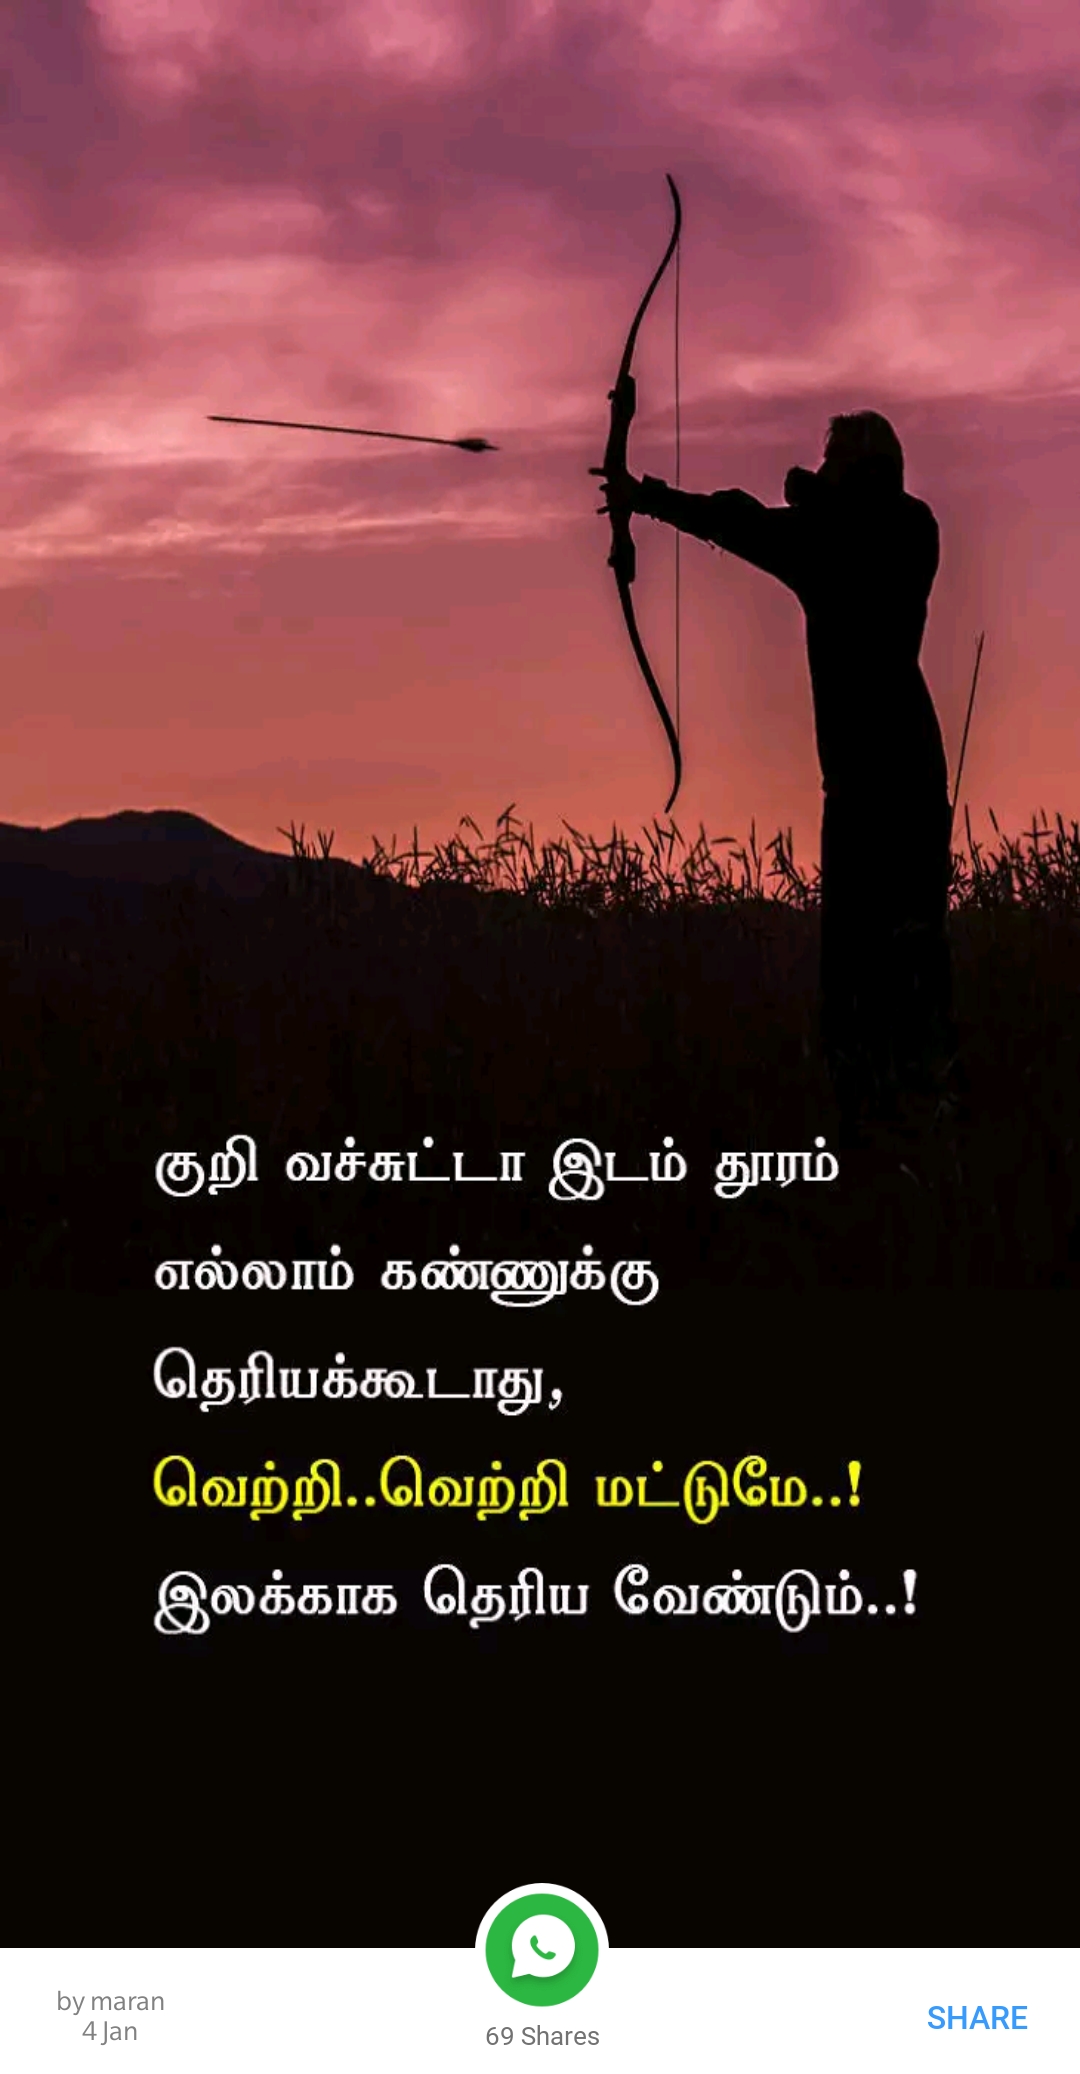 குறி வச்சுட்டா இடம் தூரம்
எல்லாம் கண்ணுக்கு
தெரியக்கூடாது,
வெற்றி..வெற்றி மட்டுமே..!
இலக்காக தெரிய வேண்டும்..!
by maran
4 Jan
69 Shares
SHARE